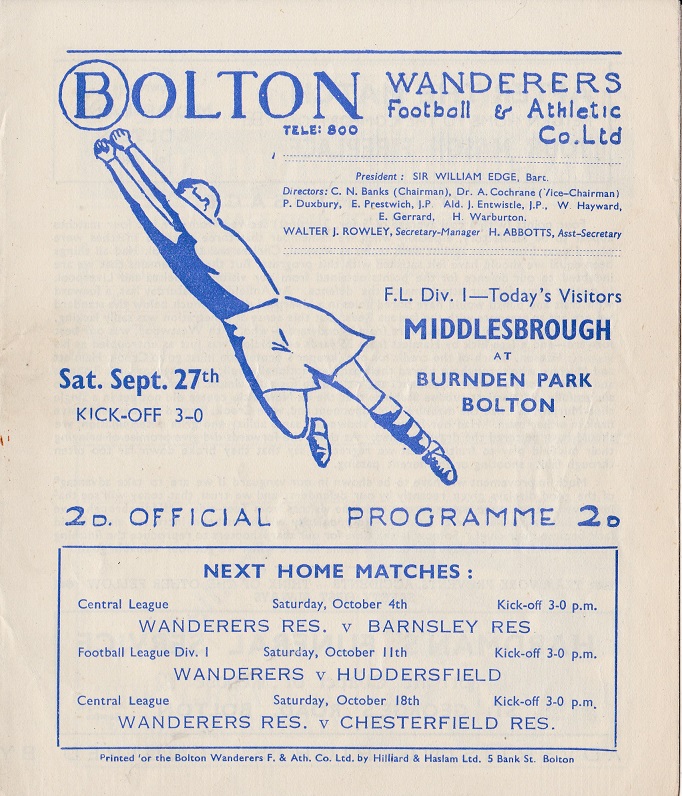 BOLTON WANDERERS
Football & Athletic
Co.Ltd
TELE: 800
President : SIR WILLIAM EDGE, Bart.
Directors: C. N. Banks (Chairman), Dr. A. Cochrane (Vice-Chairman)
P. Duxbury, E. Prestwich, J.P. Ald. J. Entwistle, J.P., W. Hayward,
E. Gerrard, H. Warburton.
WALTER J. ROWLEY, Secretary-Manager H. ABBOTTS, Asst-Secretary
F.L. Div. 1—Today's Visitors
MIDDLESBROUGH
AT
BURNDEN PARK
BOLTON
Sat. Sept. 27th
KICK-OFF 3-0
2D. OFFICIAL PROGRAMME 2D
NEXT HOME MATCHES :
Central League Saturday, October 4th Kick-off 3-0 p.m.
WANDERERS RES. v BARNSLEY RES.
Football League Div. 1 Saturday, October 11th Kick-off 3-0 p.m.
WANDERERS v HUDDERSFIELD
Central League Saturday, October 18th Kick-off 3-0 p.m.
WANDERERS RES. v CHESTERFIELD RES.
Printed 'or the Bolton Wanderers F. & Ath. Co. Ltd. by Hilliard & Haslam Ltd. 5 Bank St. Bolton